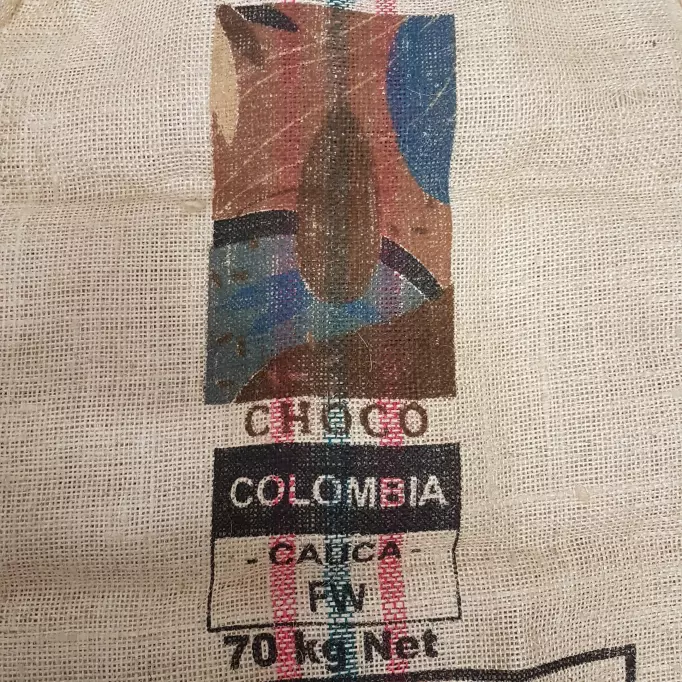 CHOCO
COLOMBIA
- CAUCA -
FW
70 kg Net